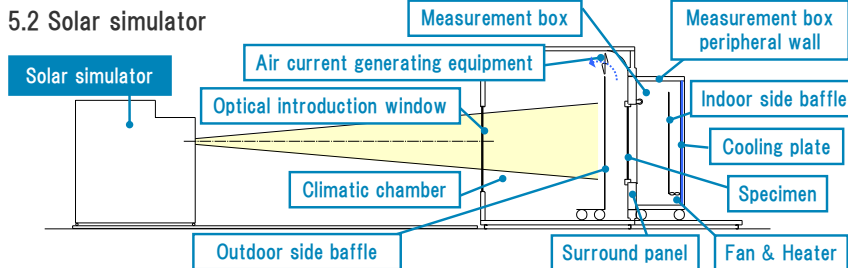 5.2 Solar simulator
Measurement box
Measurement box
peripheral wall
Air current generating equipment
Solar simulator
Optical introduction window
Indoor side baffle
Cooling plate
Climatic chamber
Specimen
Outdoor side baffle
Surround panel
Fan & Heater